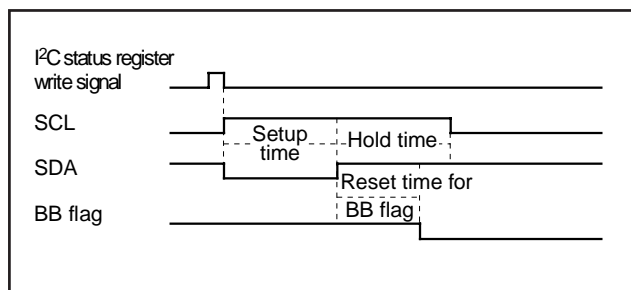 I²C status register
write signal
SCL
Setup
time
Hold time
SDA
Reset time for
BB flag
BB flag